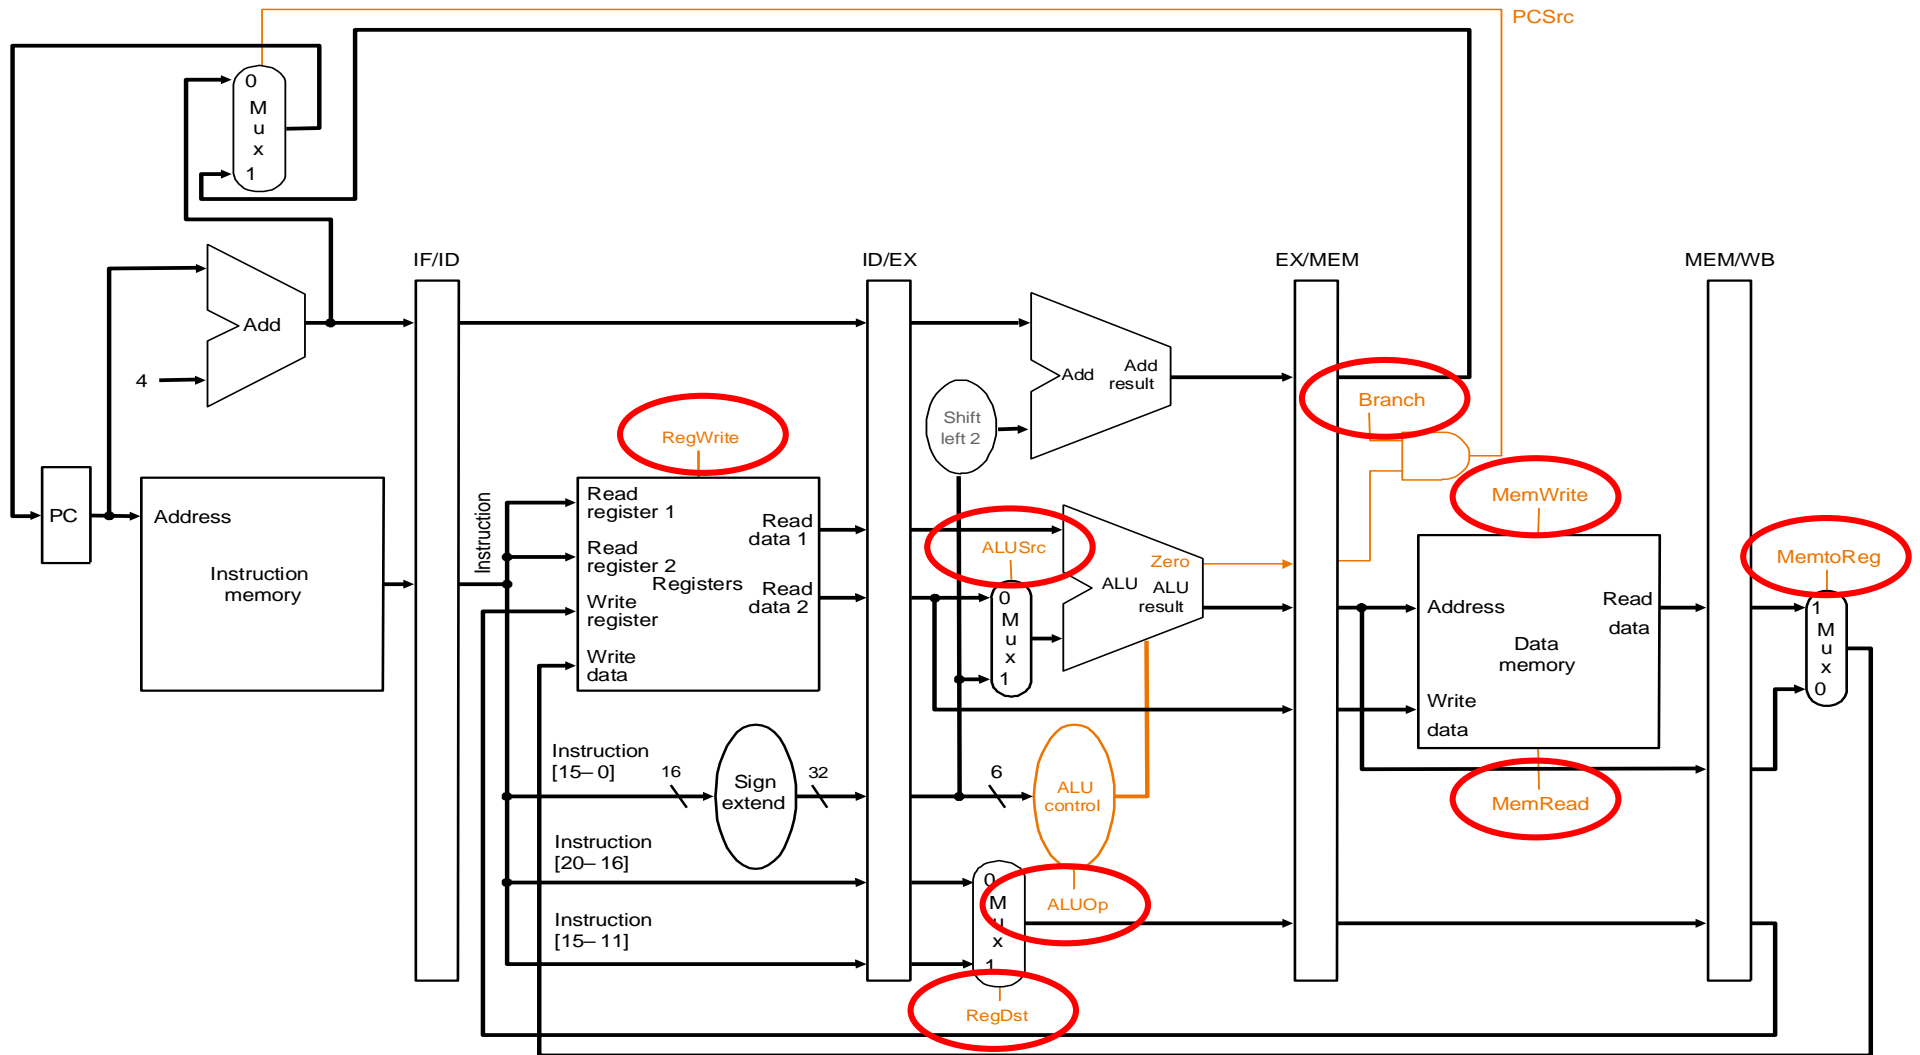 PCSrc
0
M
u
x
1
IF/ID
ID/EX
EX/MEM
MEM/WB
Add
4
Add
Add
result
Shift
left 2
Branch
RegWrite
MemWrite
PC
Address
Instruction
memory
Instruction
Read
register 1
Read
data 1
Read
register 2
Registers
Read
data 2
Write
register
Write
data
ALUSrc
0
M
u
x
1
Zero
ALU
ALU
result
Address
Read
data
Data
memory
Write
data
MemtoReg
1
M
u
x
0
Instruction
[15– 0]
16
Sign
extend
32
6
ALU
control
MemRead
Instruction
[20– 16]
0
M
u
x
1
ALUOp
Instruction
[15– 11]
RegDst